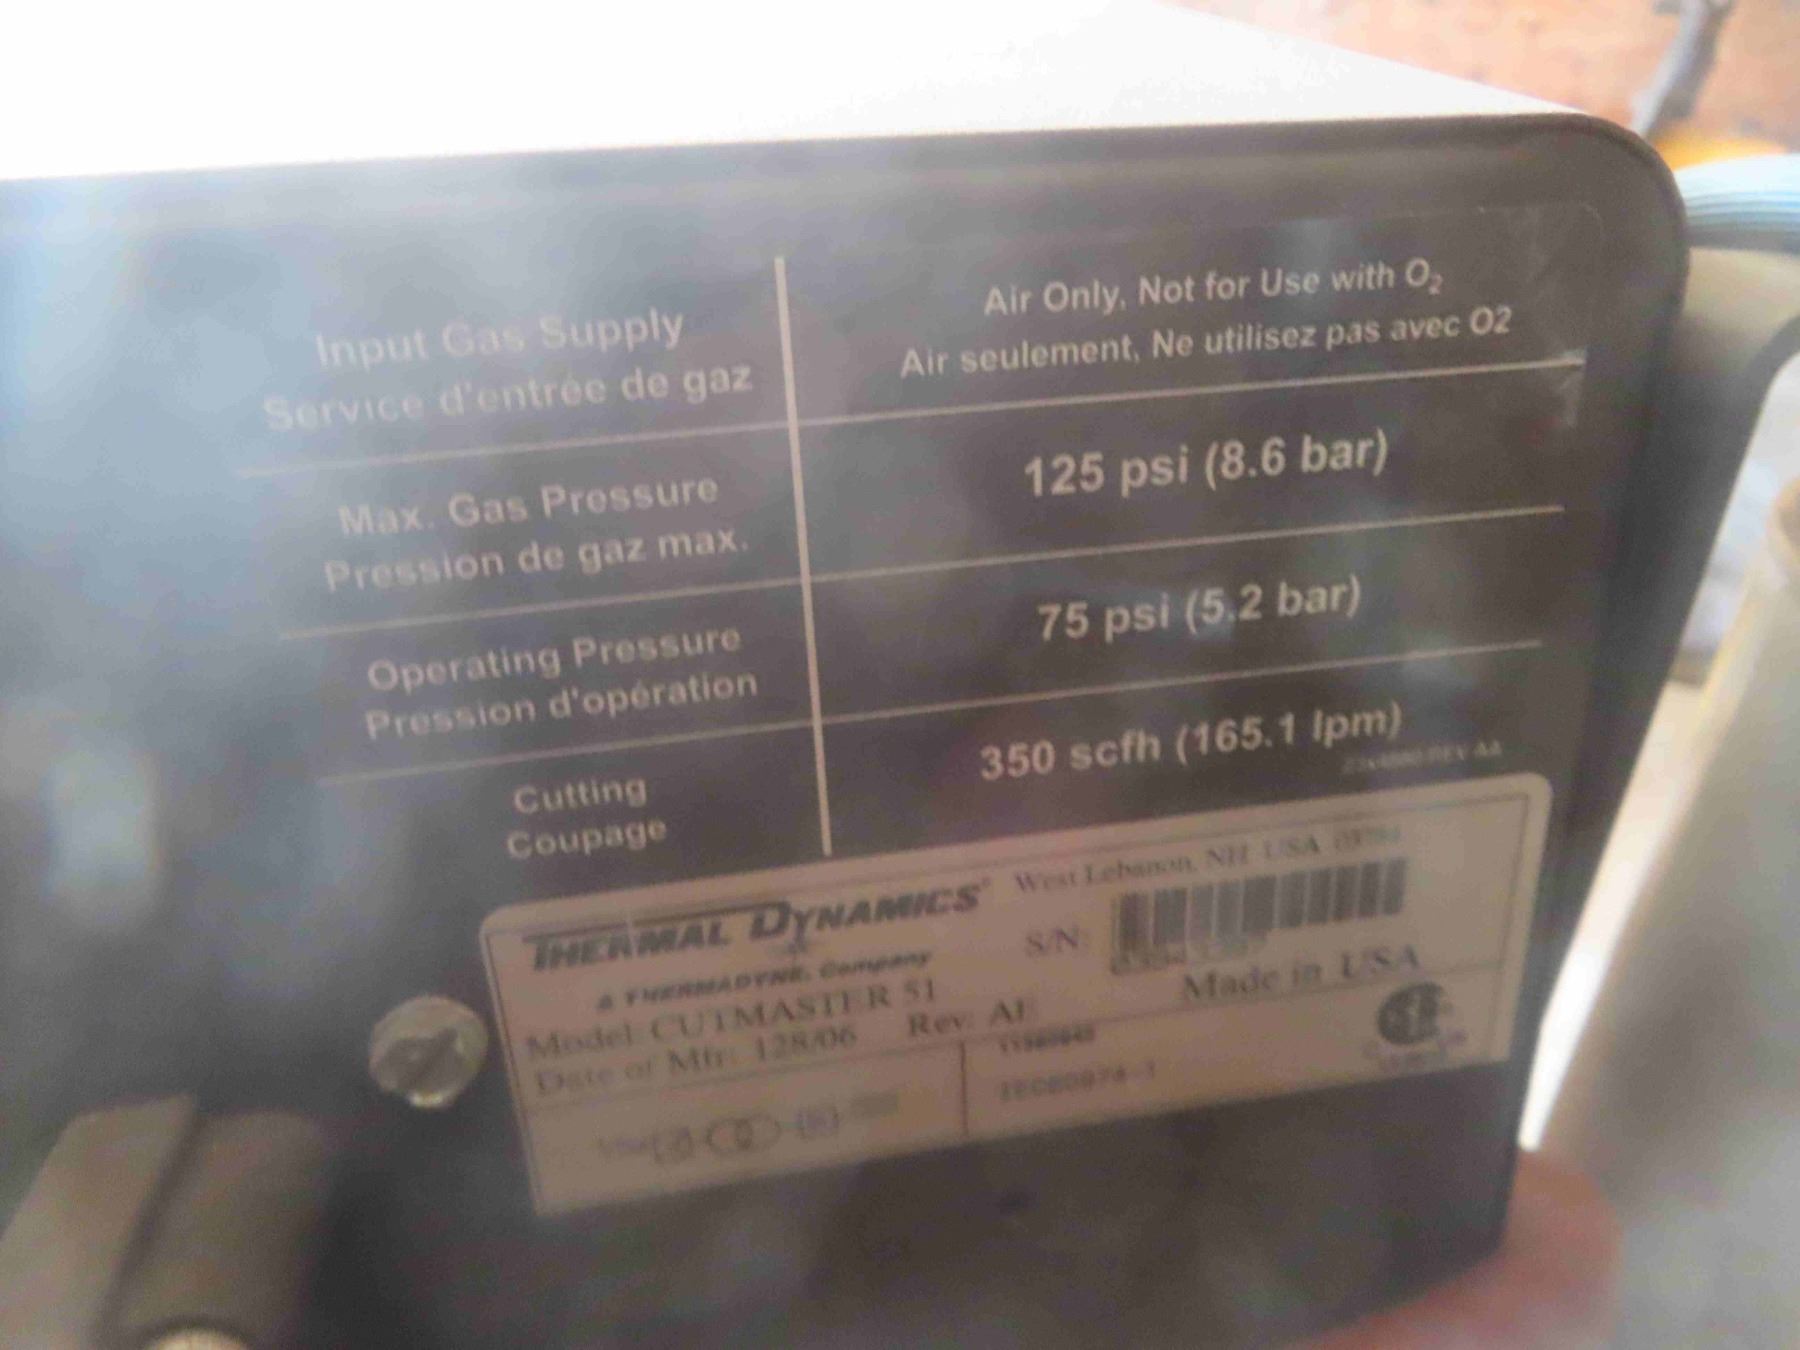 Input Gas Supply
Service d'entrée de gaz
Air Only, Not for Use with O₂
Air seulement, Ne utilisez pas avec O2
Max. Gas Pressure
Pression de gaz max.
125 psi (8.6 bar)
Operating Pressure
Pression d'opération
75 psi (5.2 bar)
Cutting
Coupage
350 scfh (165.1 lpm)
REV AA
THERMAL DYNAMICS®
West Lebanon, NH USA
A THERMADYNE. Company
S/N:
Model: CUTMASTER 51
Made in USA
Date of Mfr: 128/06
Rev: